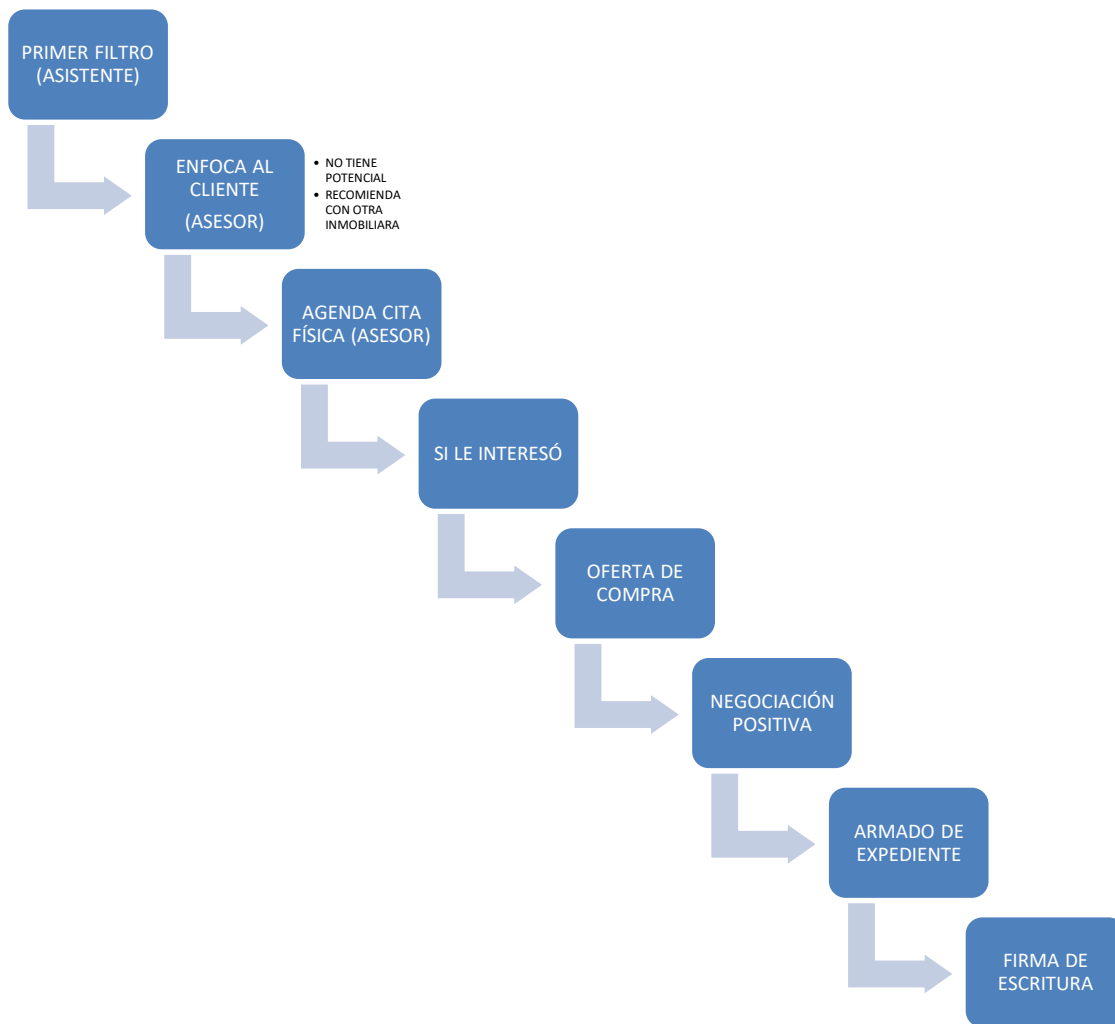 PRIMER FILTRO
(ASISTENTE)
ENFOCA AL
CLIENTE
(ASESOR)
• NO TIENE
POTENCIAL
• RECOMIENDA
CON OTRA
INMOBILIARA
AGENDA CITA
FÍSICA (ASESOR)
SI LE INTERESÓ
OFERTA DE
COMPRA
NEGOCIACIÓN
POSITIVA
ARMADO DE
EXPEDIENTE
FIRMA DE
ESCRITURA